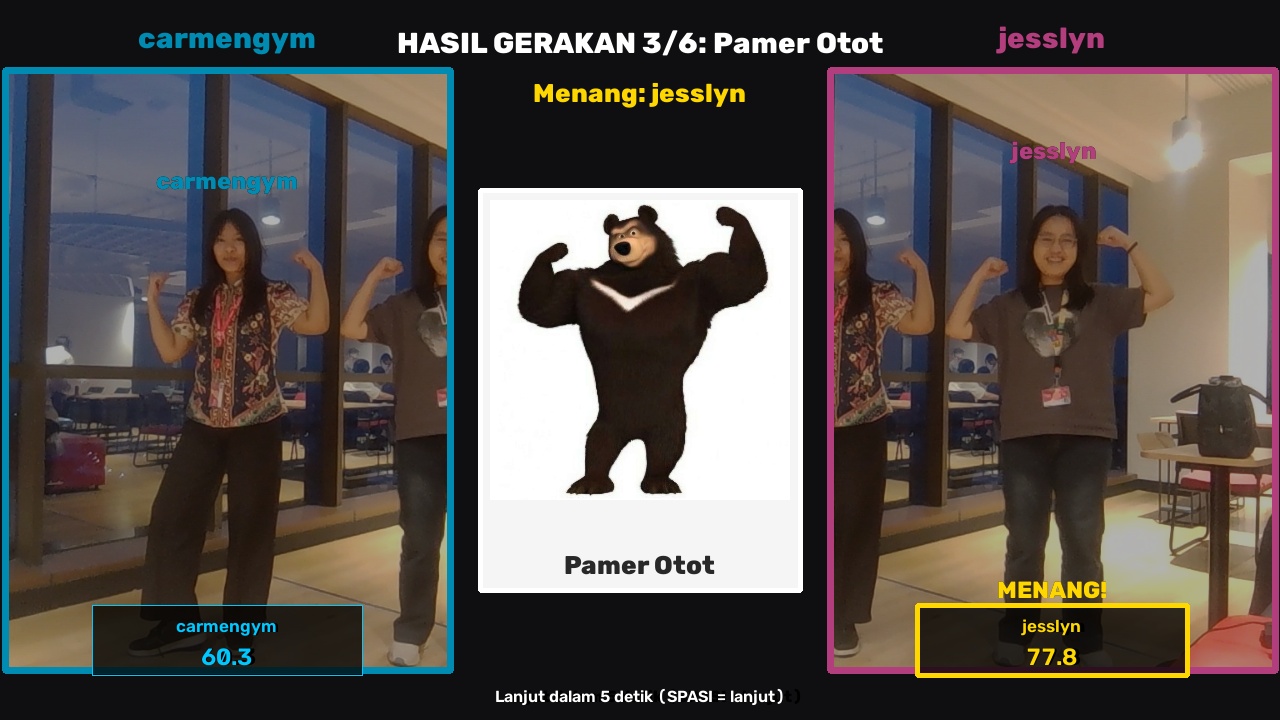 carmengym
HASIL GERAKAN 3/6: Pamer Otot
jesslyn
Menang: jesslyn
carmengym
jesslyn
Pamer Otot
MENANG!
carmengym
60.3
jesslyn
77.8
Lanjut dalam 5 detik (SPASI = lanjut)